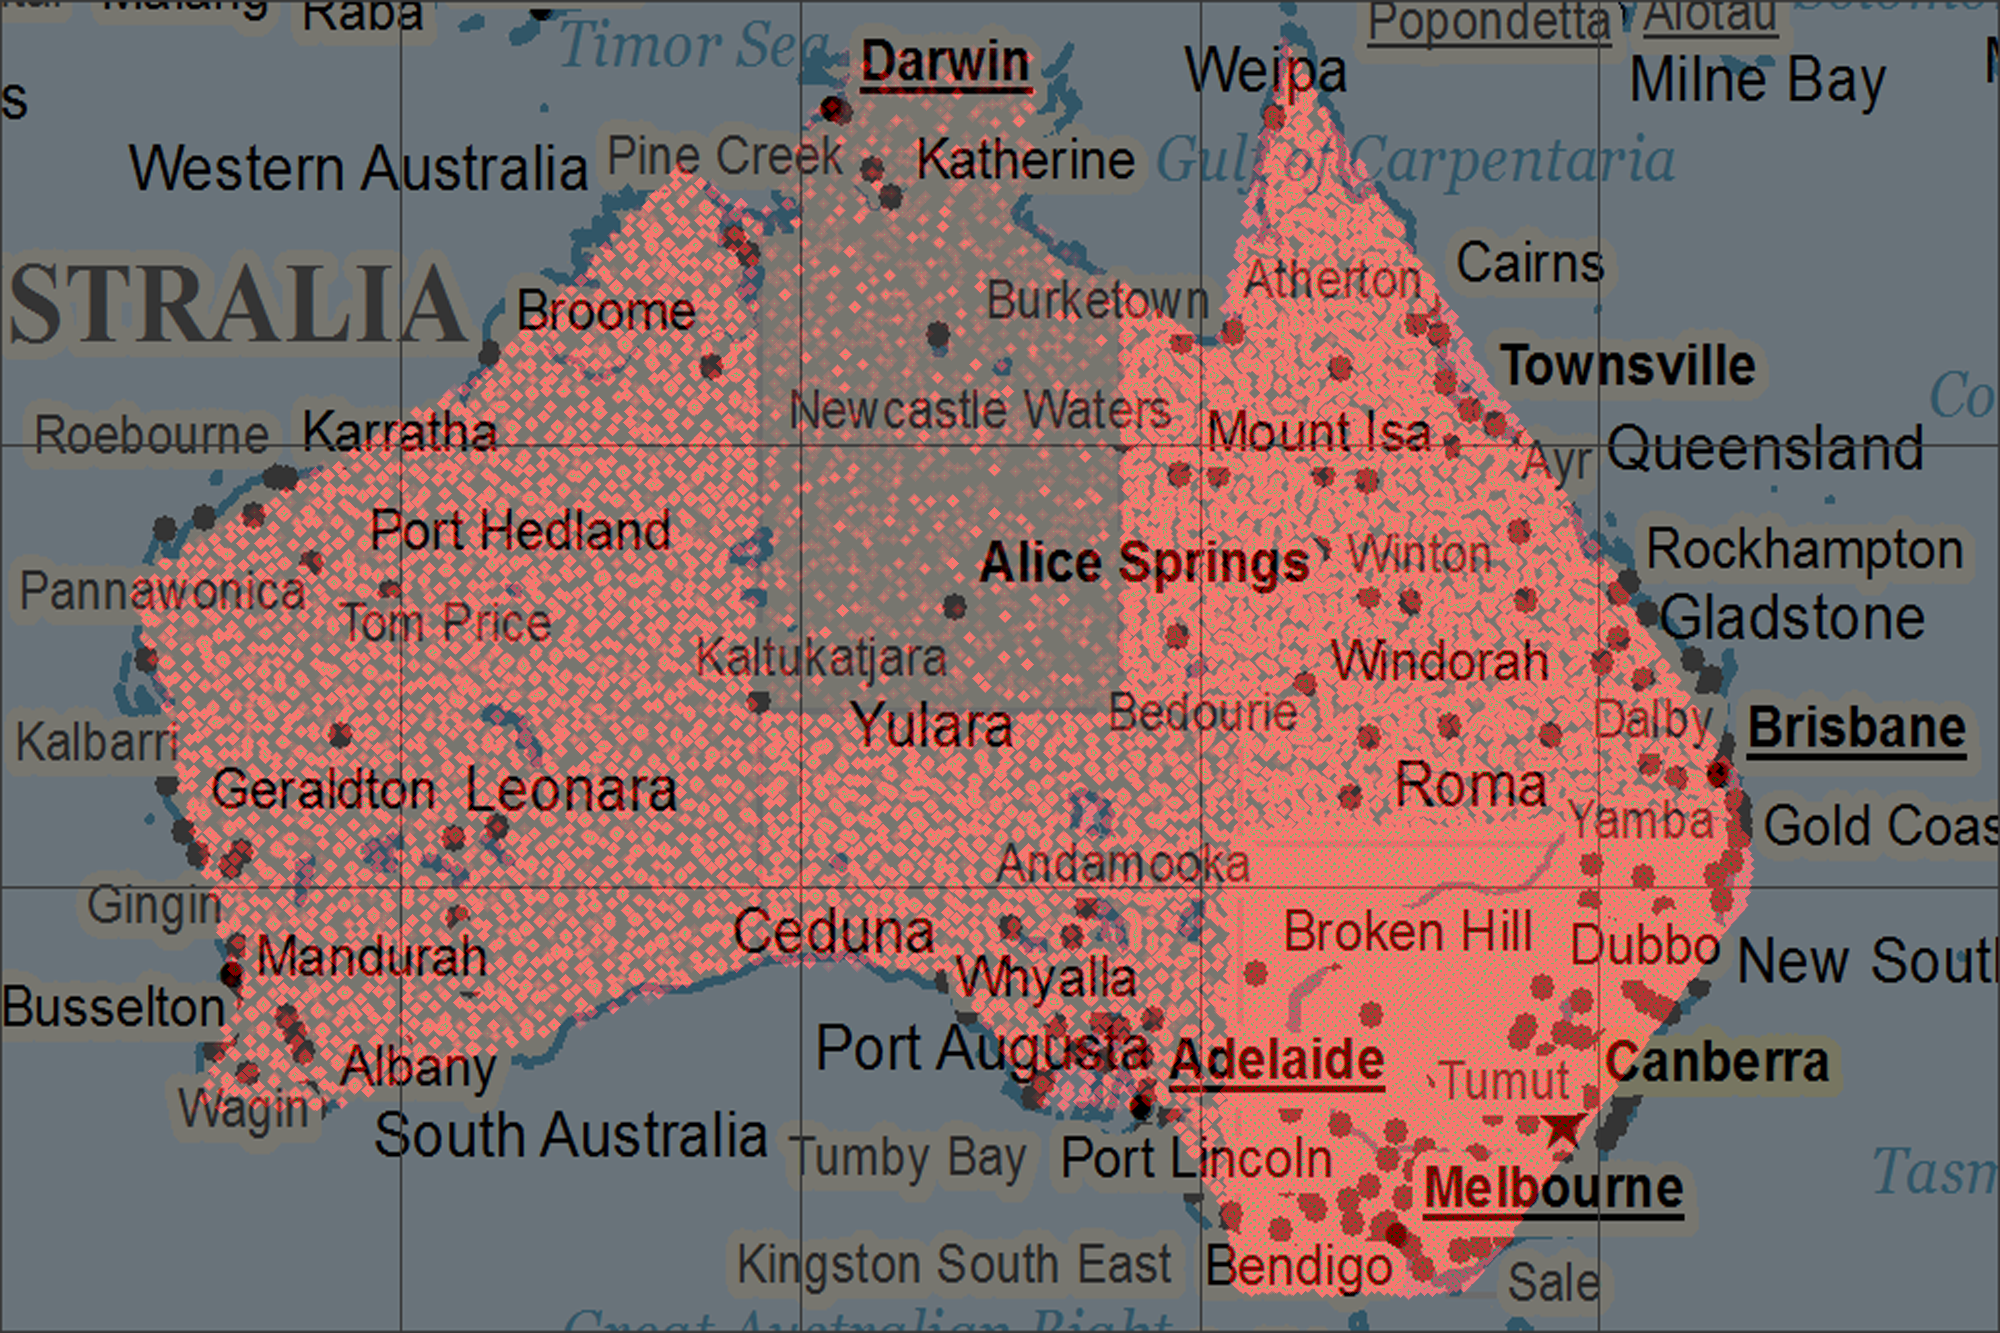 Raba
Timor Sea
Darwin
Weipa
Popondetta
Alotau
Milne Bay
s
Western Australia
Pine Creek
Katherine
Gulf of Carpentaria
STRALIA
Broome
Burketown
Atherton
Cairns
Townsville
Roebourne
Karratha
Newcastle Waters
Mount Isa
Ayr
Queensland
Co
Port Hedland
Alice Springs
Winton
Rockhampton
Pannawonica
Tom Price
Gladstone
Kaltukatjara
Windorah
Kalbarri
Yulara
Bedourie
Dalby
Brisbane
Geraldton
Leonara
Roma
Yamba
Gold Coas
Andamooka
Gingin
Ceduna
Broken Hill
Dubbo
New Sout
Mandurah
Whyalla
Busselton
Port Augusta
Adelaide
Canberra
Albany
Tumut
Wagin
South Australia
Tumby Bay
Port Lincoln
Melbourne
Tasm
Kingston South East
Bendigo
Sale
Great Australian Bight